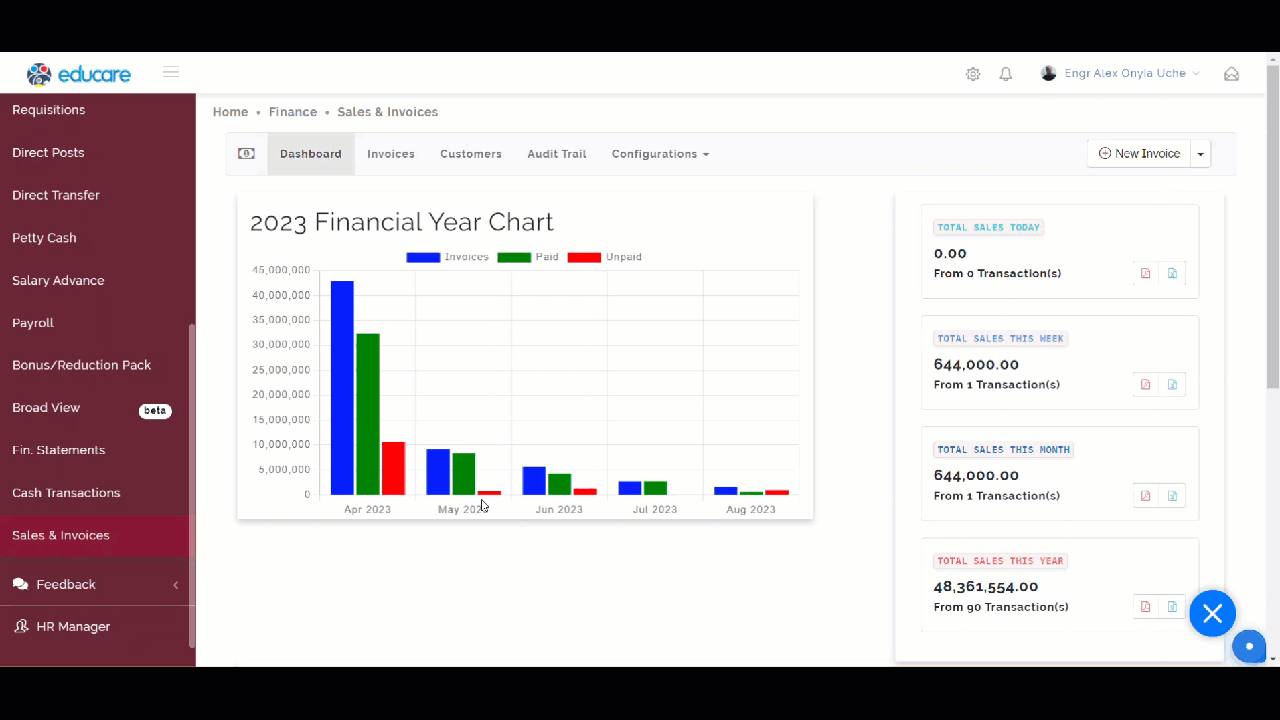 educare
Engr Alex Onyia Uche
Requisitions
Direct Posts
Direct Transfer
Petty Cash
Salary Advance
Payroll
Bonus/Reduction Pack
Broad View
beta
Fin. Statements
Cash Transactions
Sales & Invoices
Feedback
HR Manager
Home • Finance • Sales & Invoices
Dashboard Invoices Customers Audit Trail Configurations
New Invoice
2023 Financial Year Chart
Invoices Paid Unpaid
45,000,000
40,000,000
35,000,000
30,000,000
25,000,000
20,000,000
15,000,000
10,000,000
5,000,000
0
Apr 2023 May 202 Jun 2023 Jul 2023 Aug 2023
TOTAL SALES TODAY
0.00
From 0 Transaction(s)
TOTAL SALES THIS WEEK
644,000.00
From 1 Transaction(s)
TOTAL SALES THIS MONTH
644,000.00
From 1 Transaction(s)
TOTAL SALES THIS YEAR
48,361,554.00
From 90 Transaction(s)